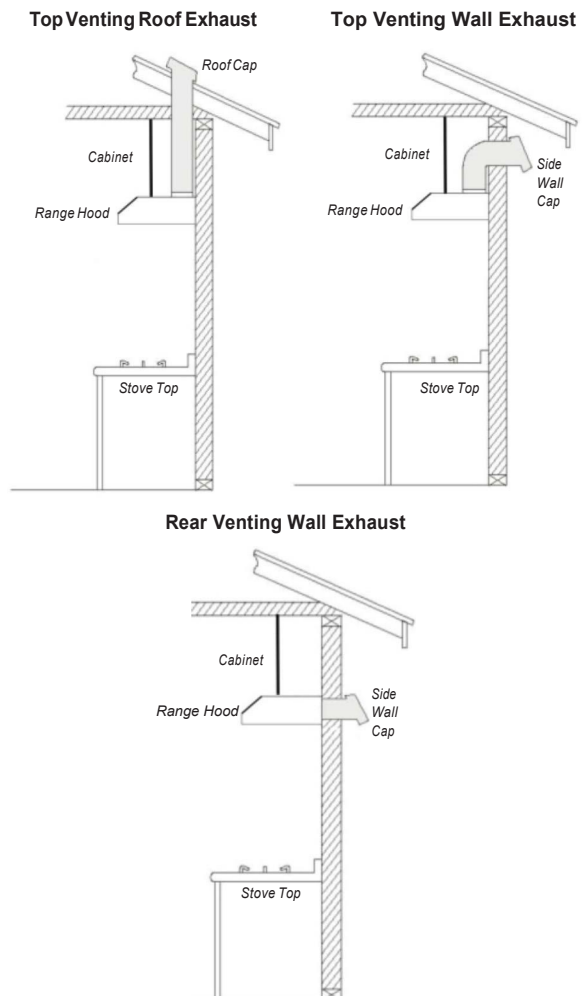 Top Venting Roof Exhaust
Roof Cap
Cabinet
Range Hood
Stove Top
Top Venting Wall Exhaust
Cabinet
Side
Wall
Cap
Range Hood
Stove Top
Rear Venting Wall Exhaust
Cabinet
Range Hood
Side
Wall
Cap
Stove Top